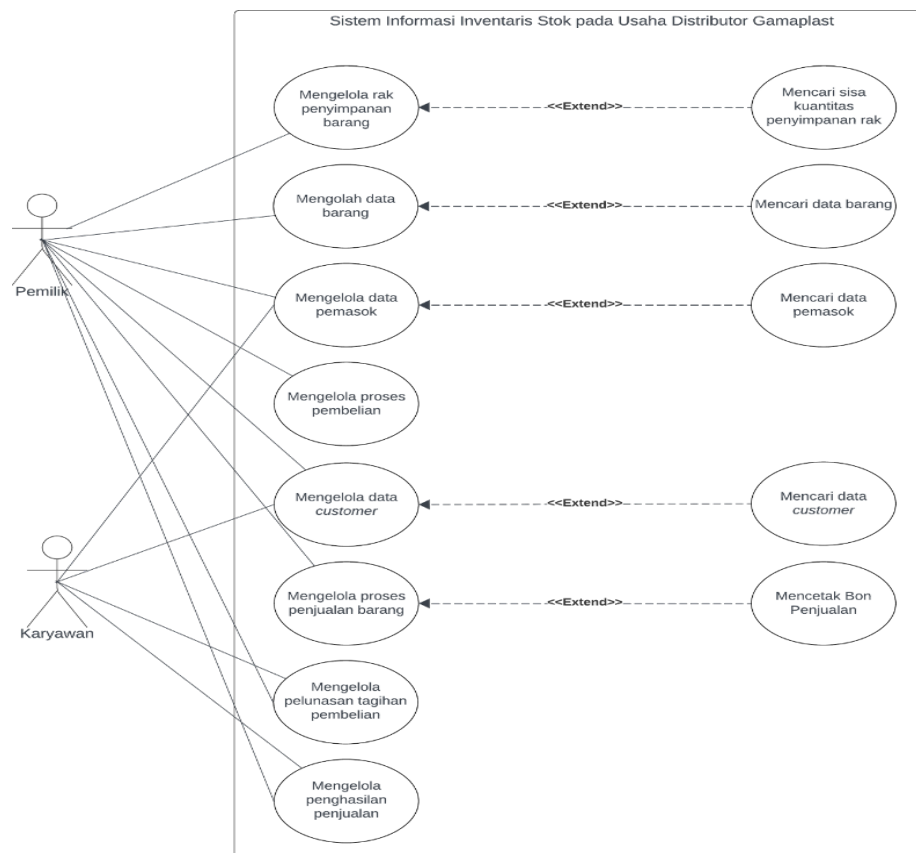 Sistem Informasi Inventaris Stok pada Usaha Distributor Gamaplast
Mengelola rak
penyimpanan
barang
<<Extend>>
Mencari sisa
kuantitas
penyimpanan rak
Mengolah data
barang
<<Extend>>
Mencari data barang
Pemilik
Mengelola data
pemasok
<<Extend>>
Mencari data
pemasok
Mengelola proses
pembelian
Mengelola data
customer
<<Extend>>
Mencari data
customer
Karyawan
Mengelola proses
penjualan barang
<<Extend>>
Mencetak Bon
Penjualan
Mengelola
pelunasan tagihan
pembelian
Mengelola
penghasilan
penjualan